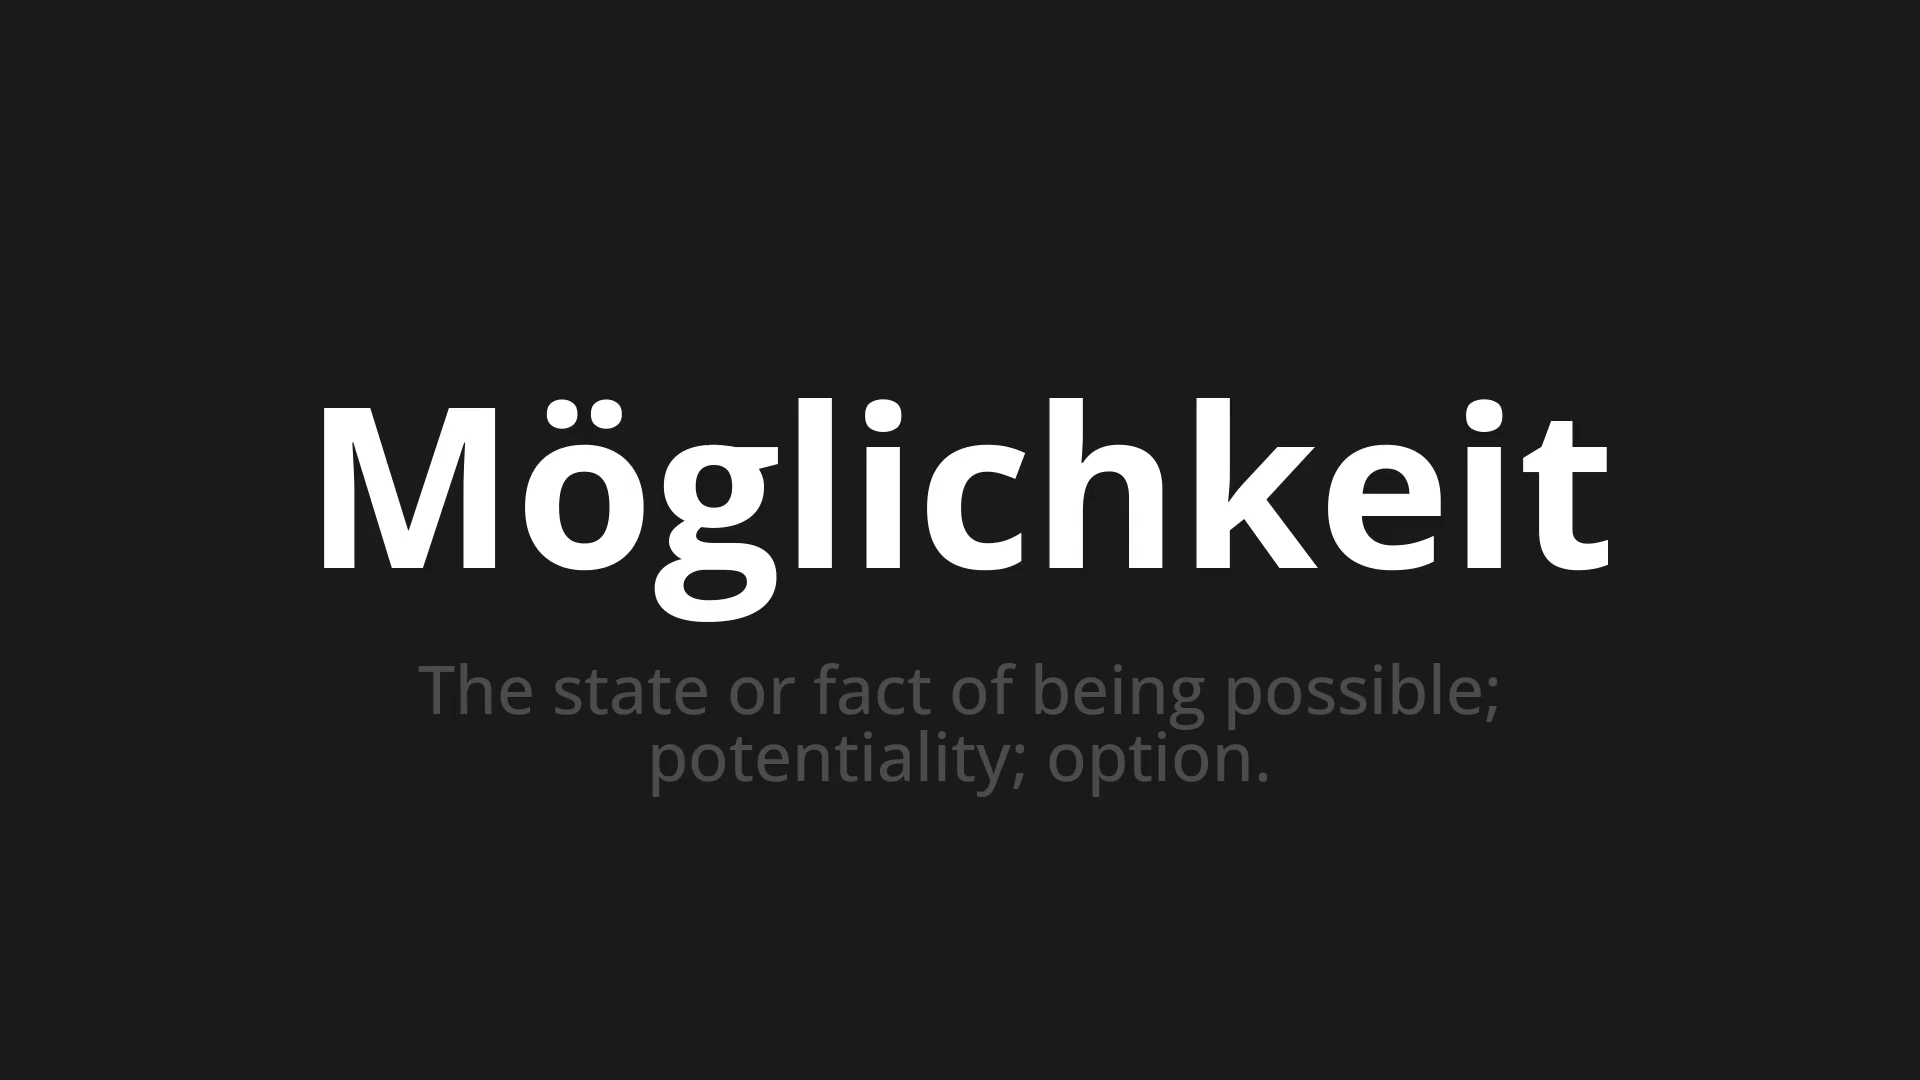 Möglichkeit
The state or fact of being possible;
potentiality; option.